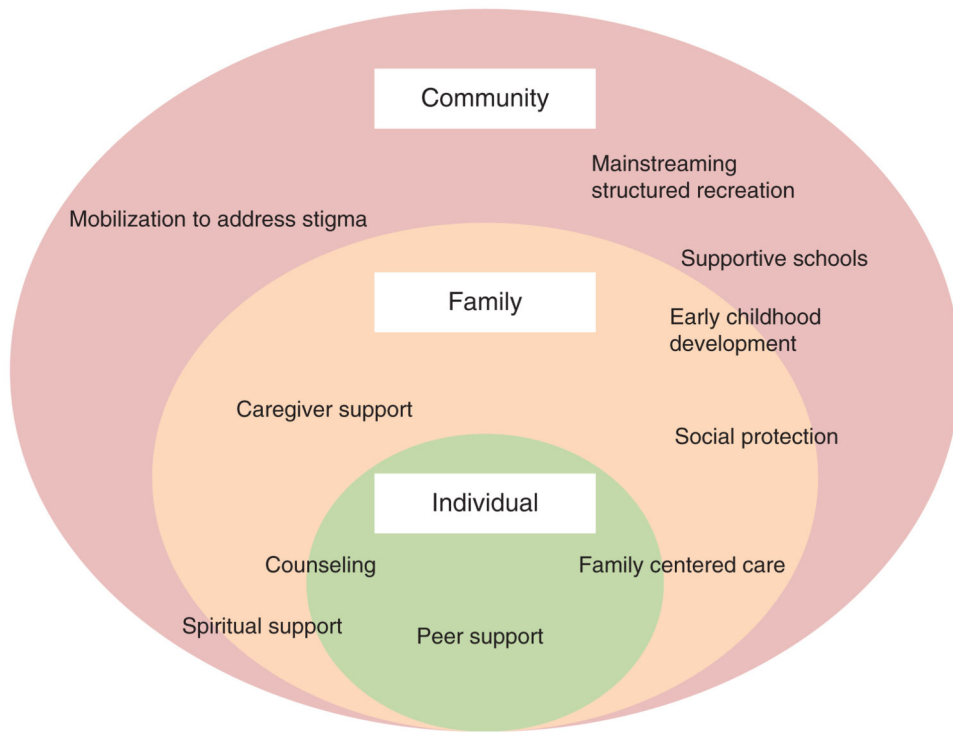 Community
Mainstreaming
structured recreation
Mobilization to address stigma
Supportive schools
Family
Early childhood
development
Caregiver support
Social protection
Individual
Counseling
Family centered care
Spiritual support
Peer support